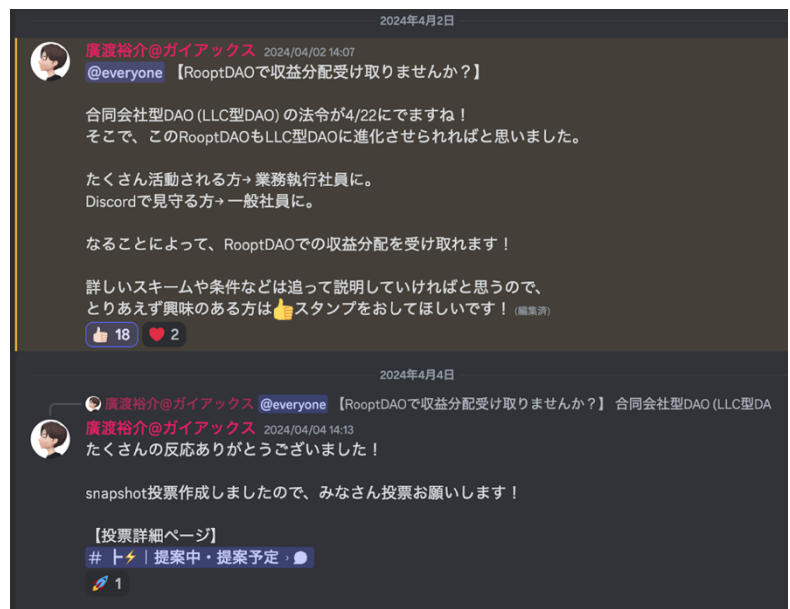 2024年4月2日
廣渡裕介@ガイアックス 2024/04/02 14:07
@everyone 【RooptDAOで収益分配受け取りませんか？】
合同会社型DAO (LLC型DAO) の法令が4/22にでますね！
そこで、このRooptDAOもLLC型DAOに進化させられればと思いました。
たくさん活動される方→ 業務執行社員に。
Discordで見守る方→ 一般社員に。
なることによって、RooptDAOでの収益分配を受け取れます！
詳しいスキームや条件などは追って説明していければと思うので、
とりあえず興味のある方は👍スタンプをおしてほしいです！ (編集済)
👍 18 ❤️ 2
2024年4月4日
廣渡裕介@ガイアックス @everyone 【RooptDAOで収益分配受け取りませんか？】 合同会社型DAO (LLC型DA
廣渡裕介@ガイアックス 2024/04/04 14:13
たくさんの反応ありがとうございました！
snapshot投票作成しましたので、みなさん投票お願いします！
【投票詳細ページ】
# ┣⚡｜提案中・提案予定 › 💬
🚀 1